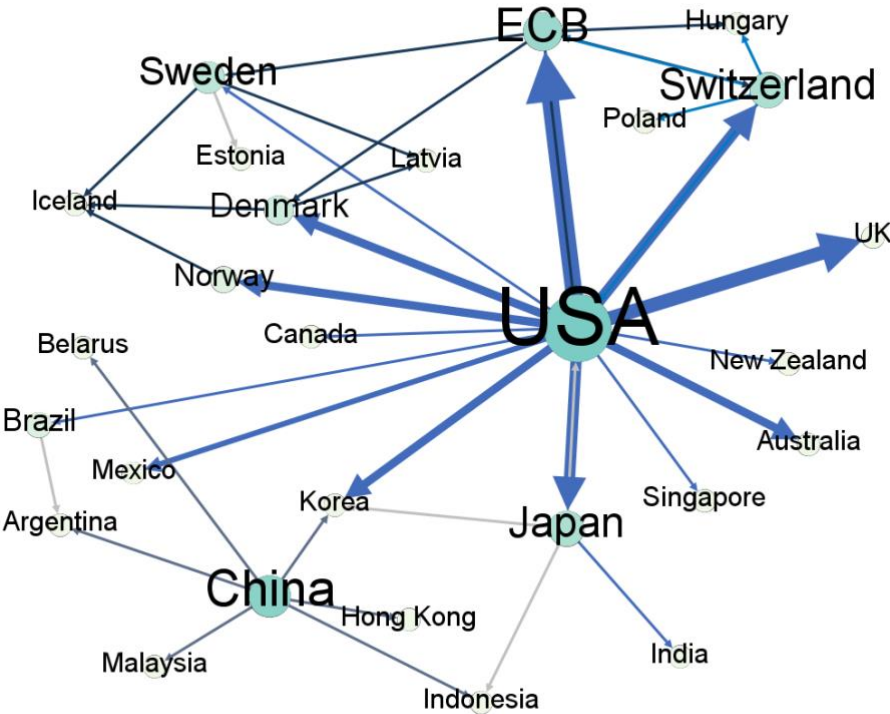 ECB
Hungary
Sweden
Switzerland
Poland
Estonia
Latvia
Iceland
Denmark
UK
Norway
USA
Canada
Belarus
New Zealand
Brazil
Australia
Mexico
Korea
Singapore
Argentina
Japan
China
Hong Kong
Malaysia
India
Indonesia